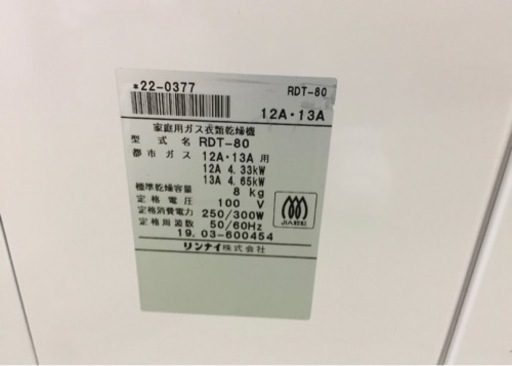 *22-0377
RDT-80
12A・13A
家庭用ガス衣類乾燥機
型式名 RDT-80
都市ガス 12A・13A用
12A 4.33kW
13A 4.65kW
標準乾燥容量 8 kg
定格電圧 100 V
定格消費電力 250/300W
定格周波数 50/60Hz
19.03-600454
リンナイ株式会社